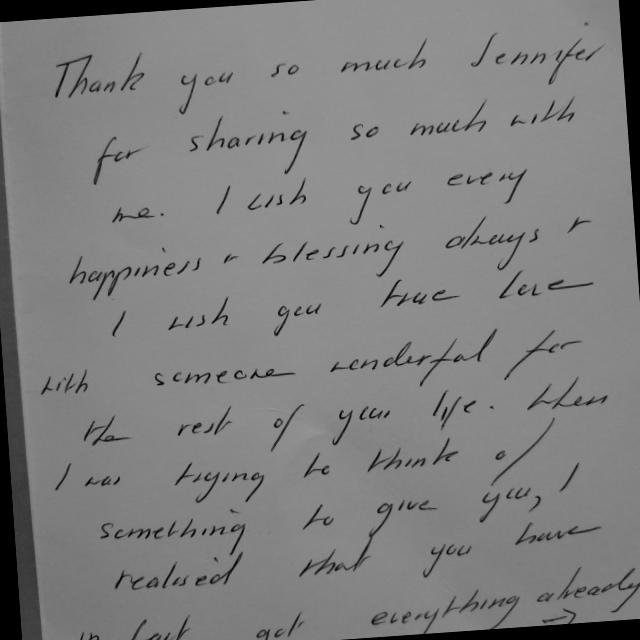 Thank you so much Jennifer
for sharing so much with
me. I wish you every
happiness + blessing always +
I wish you true love
with someone wonderful for
the rest of your life. When
I was trying to think of
something to give you, I
realised that you have
in fact got everything already
→